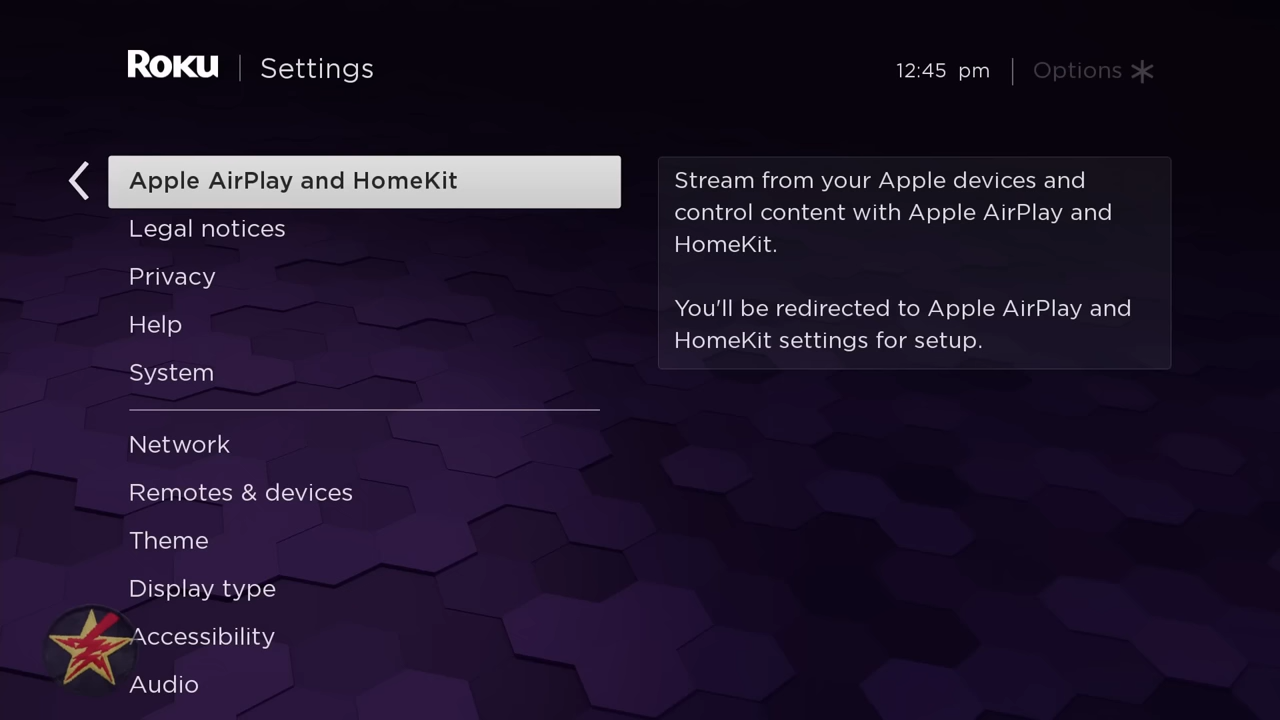 Roku
Settings
12:45 pm
Options
Apple AirPlay and HomeKit
Legal notices
Privacy
Help
System
Network
Remotes & devices
Theme
Display type
Accessibility
Audio
Stream from your Apple devices and
control content with Apple AirPlay and
HomeKit.
You'll be redirected to Apple AirPlay and
HomeKit settings for setup.